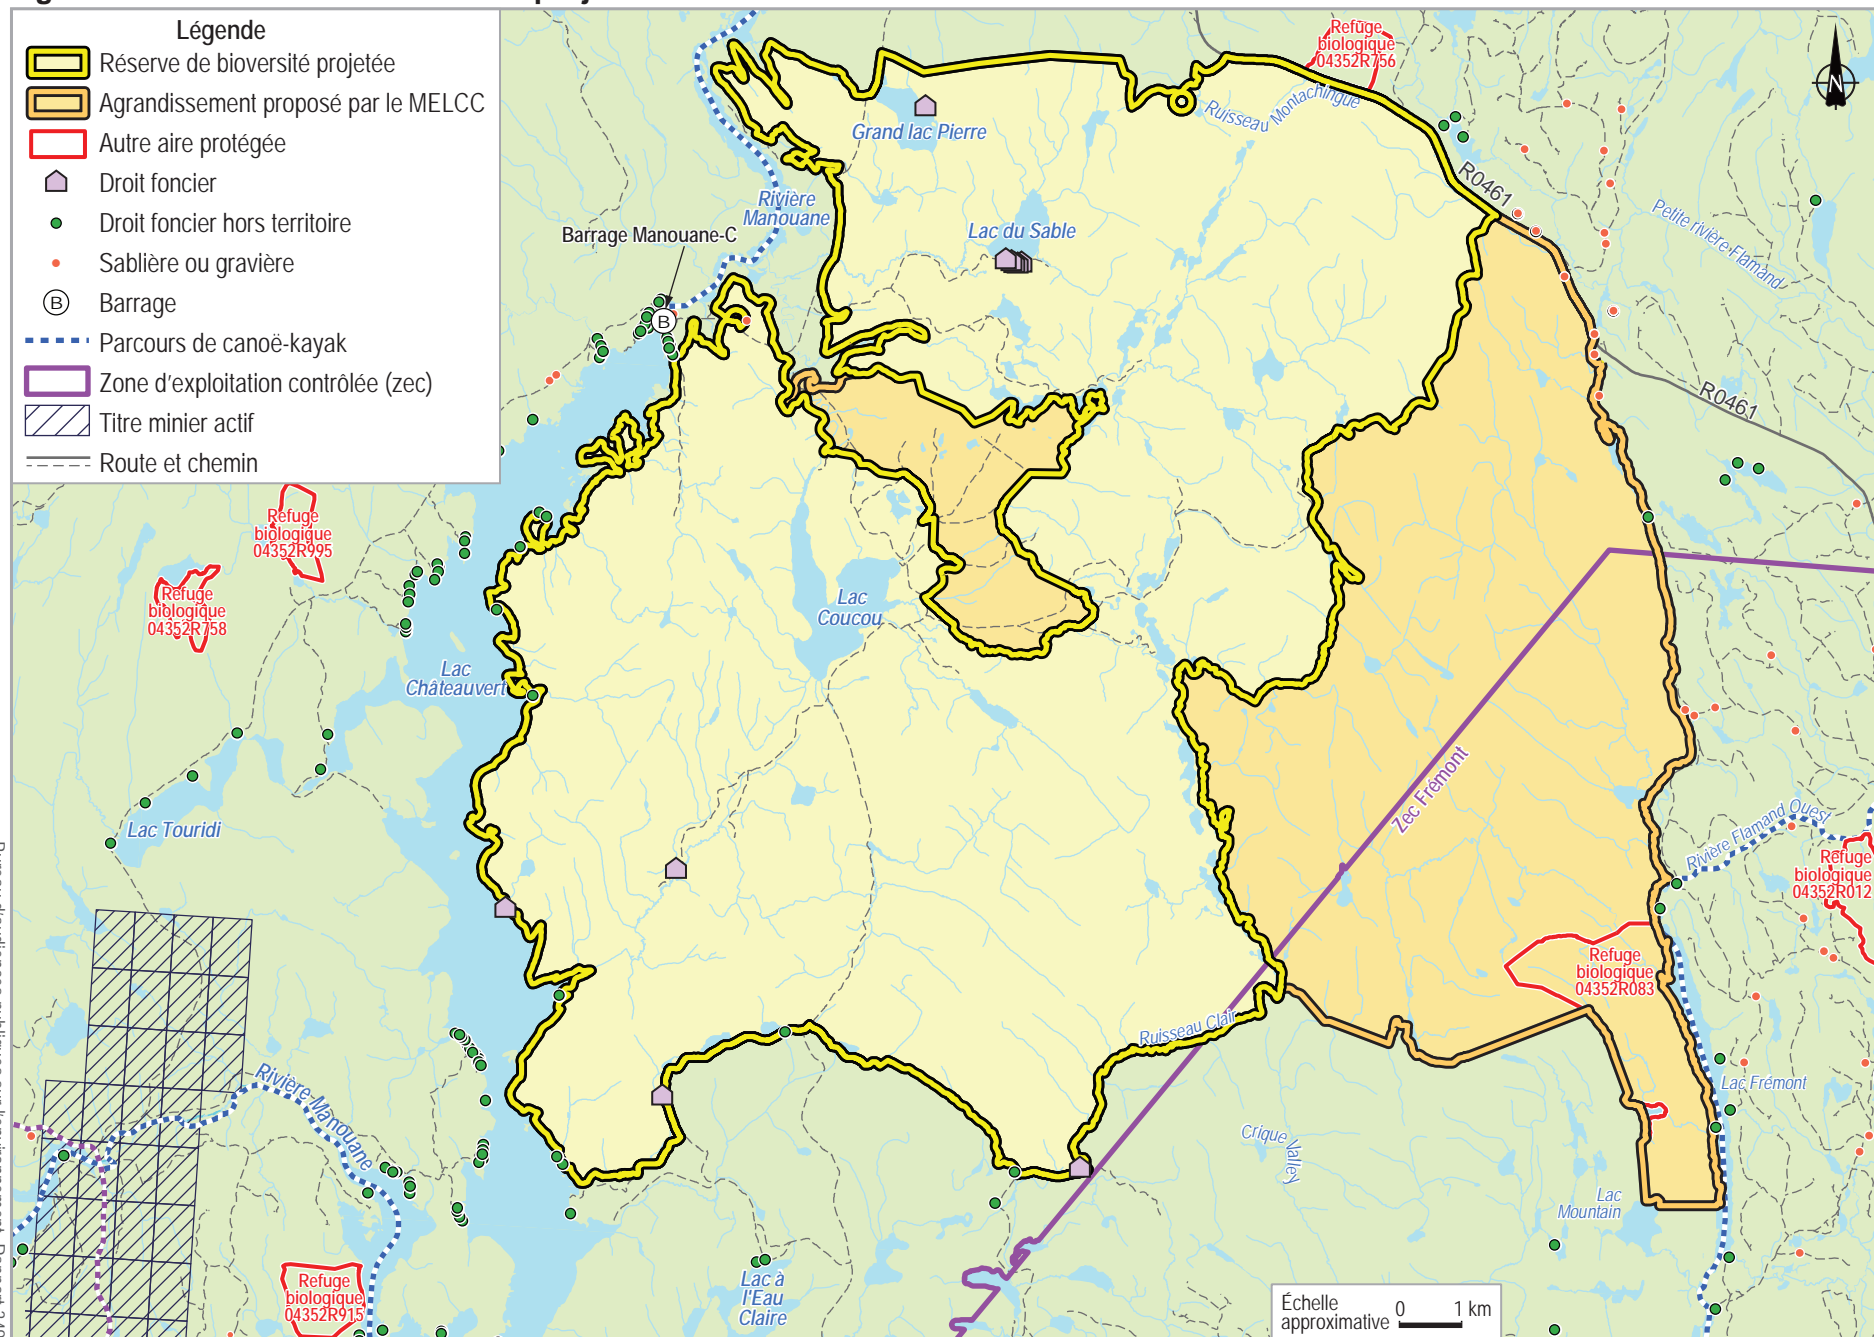 Légende
Réserve de bioversité projetée
Agrandissement proposé par le MELCC
Autre aire protégée
Droit foncier
Droit foncier hors territoire
Sablière ou gravière
B
Barrage
Parcours de canoë-kayak
Zone d'exploitation contrôlée (zec)
Titre minier actif
Route et chemin
Refuge
biologique
04352R756
N
Grand lac Pierre
Ruisseau Montachingue
R0461
Rivière
Manouane
Petite rivière Flamand
Barrage Manouane-C
Lac du Sable
B
R0461
Refuge
biologique
04352R995
Refuge
biologique
04352R758
Lac
Coucou
Lac
Châteauvert
Zec Frémont
Lac Touridi
Rivière Flamand Ouest
Refuge
biologique
04352R012
Refuge
biologique
04352R083
Ruisseau Clair
Rivière Manouane
Lac Frémont
Crique Valley
Lac
Mountain
Refuge
biologique
04352R915
Lac à
l'Eau
Claire
Échelle
approximative
0 1 km